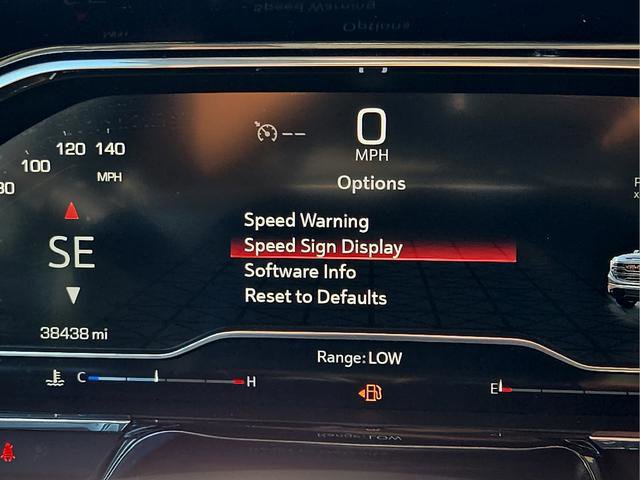 0
MPH
--
80 100 120 140
MPH
Options
Speed Warning
Speed Sign Display
Software Info
Reset to Defaults
SE
38438 mi
Range: LOW
C H
E